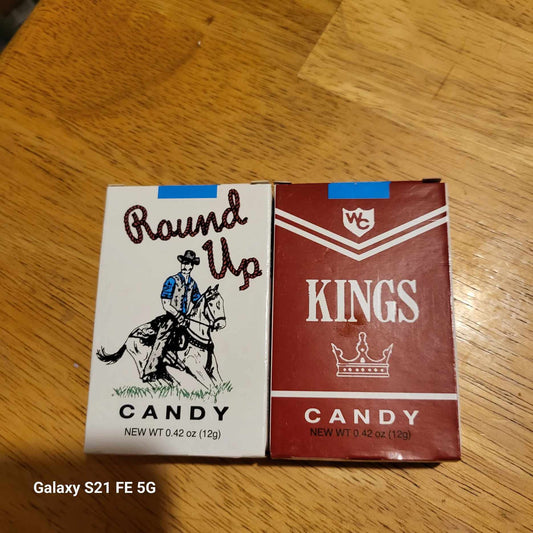 Round
Up
CANDY
NEW WT 0.42 oz (12g)
WC
KINGS
CANDY
NEW WT 0.42 oz (12g)
Galaxy S21 FE 5G